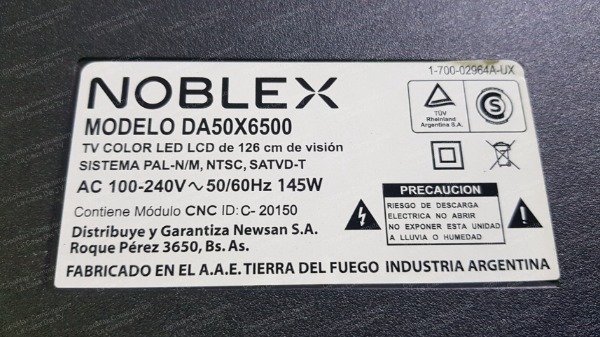 1-700-02964A-UX
NOBLEX
MODELO DA50X6500
TV COLOR LED LCD de 126 cm de visión
SISTEMA PAL-N/M, NTSC, SATVD-T
AC 100-240V～50/60Hz 145W
Contiene Módulo CNC ID: C- 20150
Distribuye y Garantiza Newsan S.A.
Roque Pérez 3650, Bs. As.
TÜV
Rheinland
Argentina S.A.
S
PRECAUCION
RIESGO DE DESCARGA
ELECTRICA NO ABRIR
NO EXPONER ESTA UNIDAD
A LLUVIA O HUMEDAD
FABRICADO EN EL A.A.E. TIERRA DEL FUEGO INDUSTRIA ARGENTINA